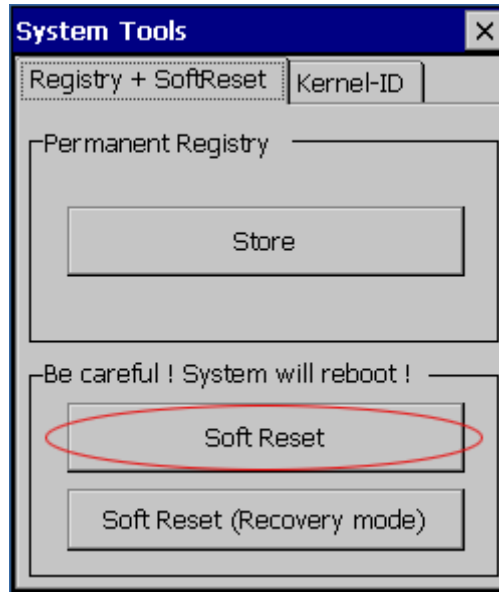 System Tools
Registry + SoftReset
Kernel-ID
Permanent Registry
Store
Be careful ! System will reboot !
Soft Reset
Soft Reset (Recovery mode)